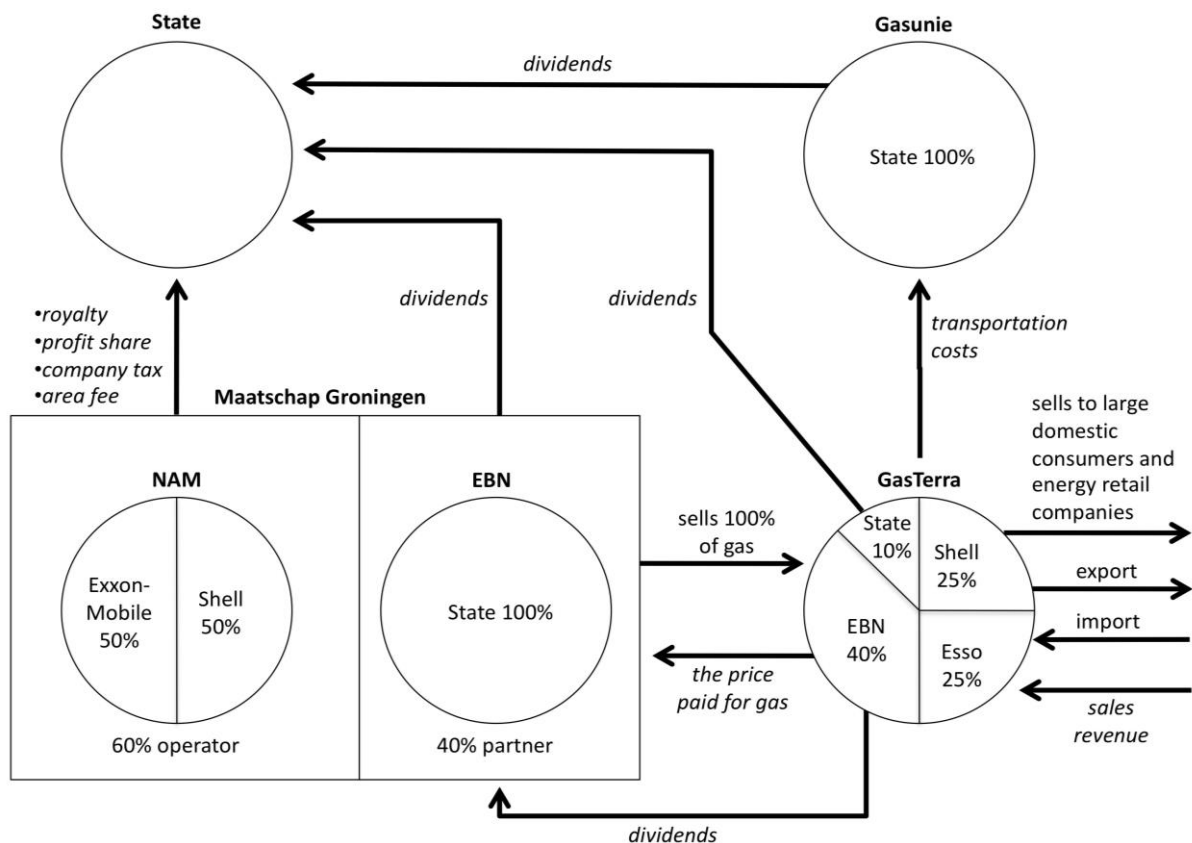 State
Gasunie
dividends
State 100%
dividends
dividends
•royalty
•profit share
•company tax
•area fee
transportation
costs
Maatschap Groningen
sells to large
domestic
consumers and
energy retail
companies
NAM
EBN
GasTerra
Exxon-
Mobile
50%
Shell
50%
State 100%
sells 100%
of gas
State
10%
Shell
25%
EBN
40%
Esso
25%
export
import
the price
paid for gas
sales
revenue
60% operator
40% partner
dividends